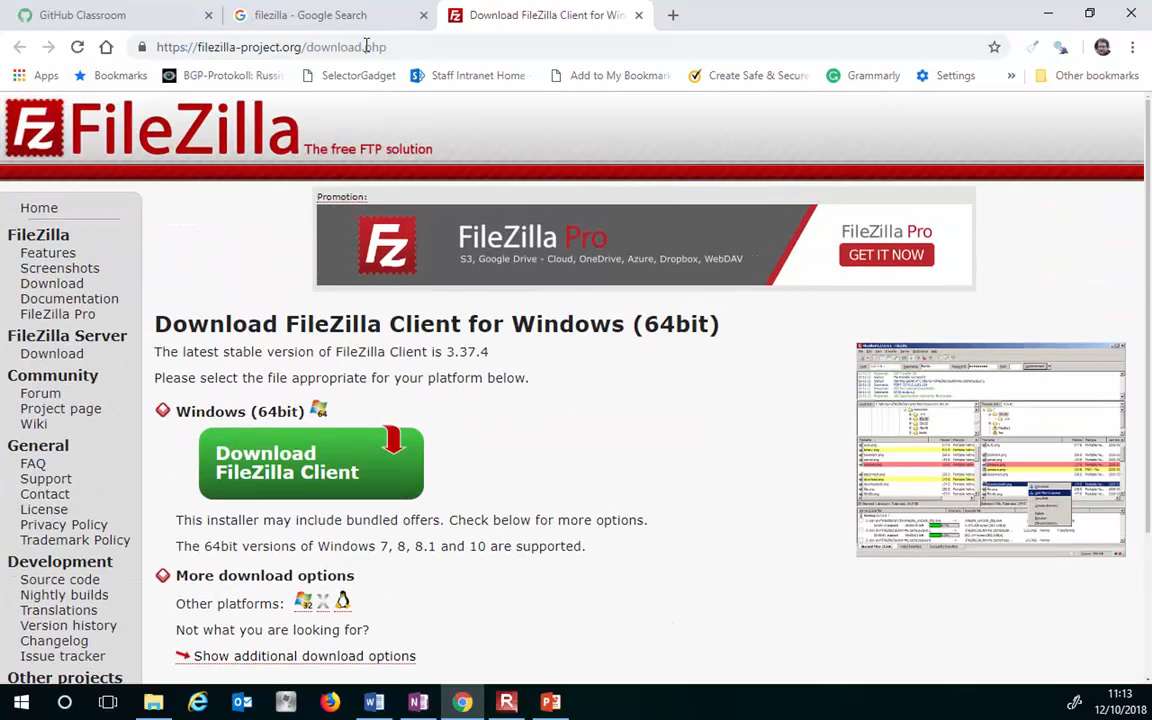 GitHub Classroom
filezilla - Google Search
Download FileZilla Client for Win
https://filezilla-project.org/download.php
Apps
Bookmarks
BGP-Protokoll: Russi
SelectorGadget
Staff Intranet Home -
Add to My Bookmar
Create Safe & Secure
Grammarly
Settings
»
Other bookmarks
Fz FileZilla The free FTP solution
Home
FileZilla
Features
Screenshots
Download
Documentation
FileZilla Pro
FileZilla Server
Download
Community
Forum
Project page
Wiki
General
FAQ
Support
Contact
License
Privacy Policy
Trademark Policy
Development
Source code
Nightly builds
Translations
Version history
Changelog
Issue tracker
Other projects
Promotion:
Fz
FileZilla Pro
S3, Google Drive - Cloud, OneDrive, Azure, Dropbox, WebDAV
FileZilla Pro
GET IT NOW
Download FileZilla Client for Windows (64bit)
The latest stable version of FileZilla Client is 3.37.4
Please select the file appropriate for your platform below.
Windows (64bit)
Download
FileZilla Client
This installer may include bundled offers. Check below for more options.
The 64bit versions of Windows 7, 8, 8.1 and 10 are supported.
More download options
Other platforms:
Not what you are looking for?
Show additional download options
11:13
12/10/2018